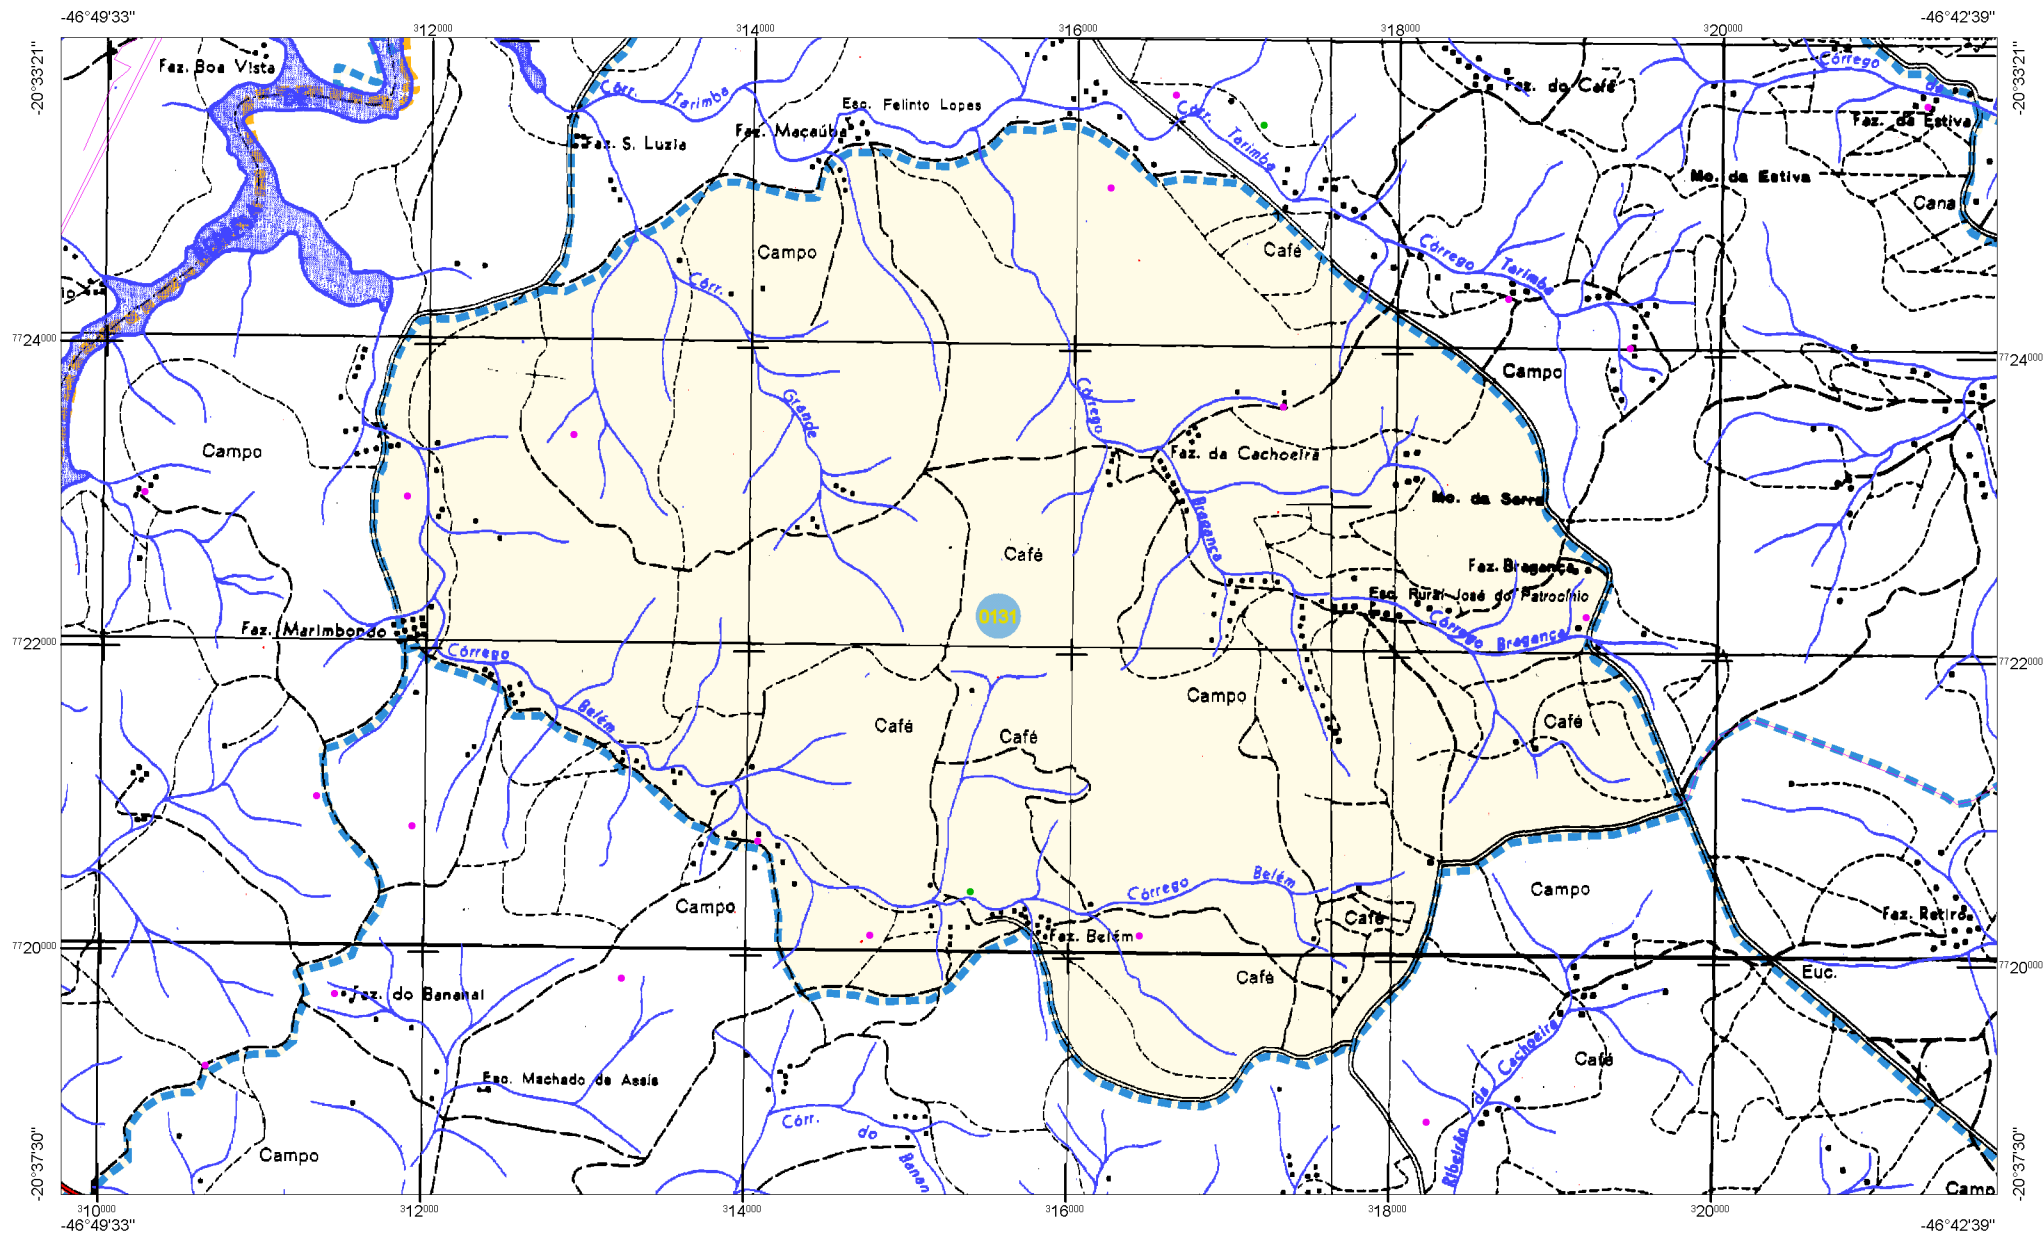 -46°49'33"
312000
314000
316000
318000
320000
-46°42'39"
-20°33'21"
-20°33'21"
Faz. Boa Vista
Córr. Tarimba
Esc. Felinto Lopes
Faz. Maçaúba
Faz. S. Luzia
Córr. Tarimba
Faz. do Café
Córrego do
Faz. da Estiva
Mo. da Estiva
Cana
Campo
Café
Córrego Tarimba
Córr.
7724000
7724000
Campo
Grande
Córrego
Campo
Faz. da Cachoeira
Mo. da Serra
Bragança
Café
Faz. Bragança
Esc. Rural José do Patrocínio
0131
Faz. Marimbondo
Córrego Bragança
7722000
Córrego
7722000
Campo
Belém
Café
Café
Café
Córrego Belém
Campo
Campo
Café
Faz. Retiro
Faz. Belém
7720000
7720000
Café
Euc.
Faz. do Bananal
Ribeirão da Cachoeira
Café
Esc. Machado de Assis
Córr. do Banan
Campo
Camp
-20°37'30"
-20°37'30"
310000
312000
314000
316000
318000
320000
-46°49'33"
-46°42'39"